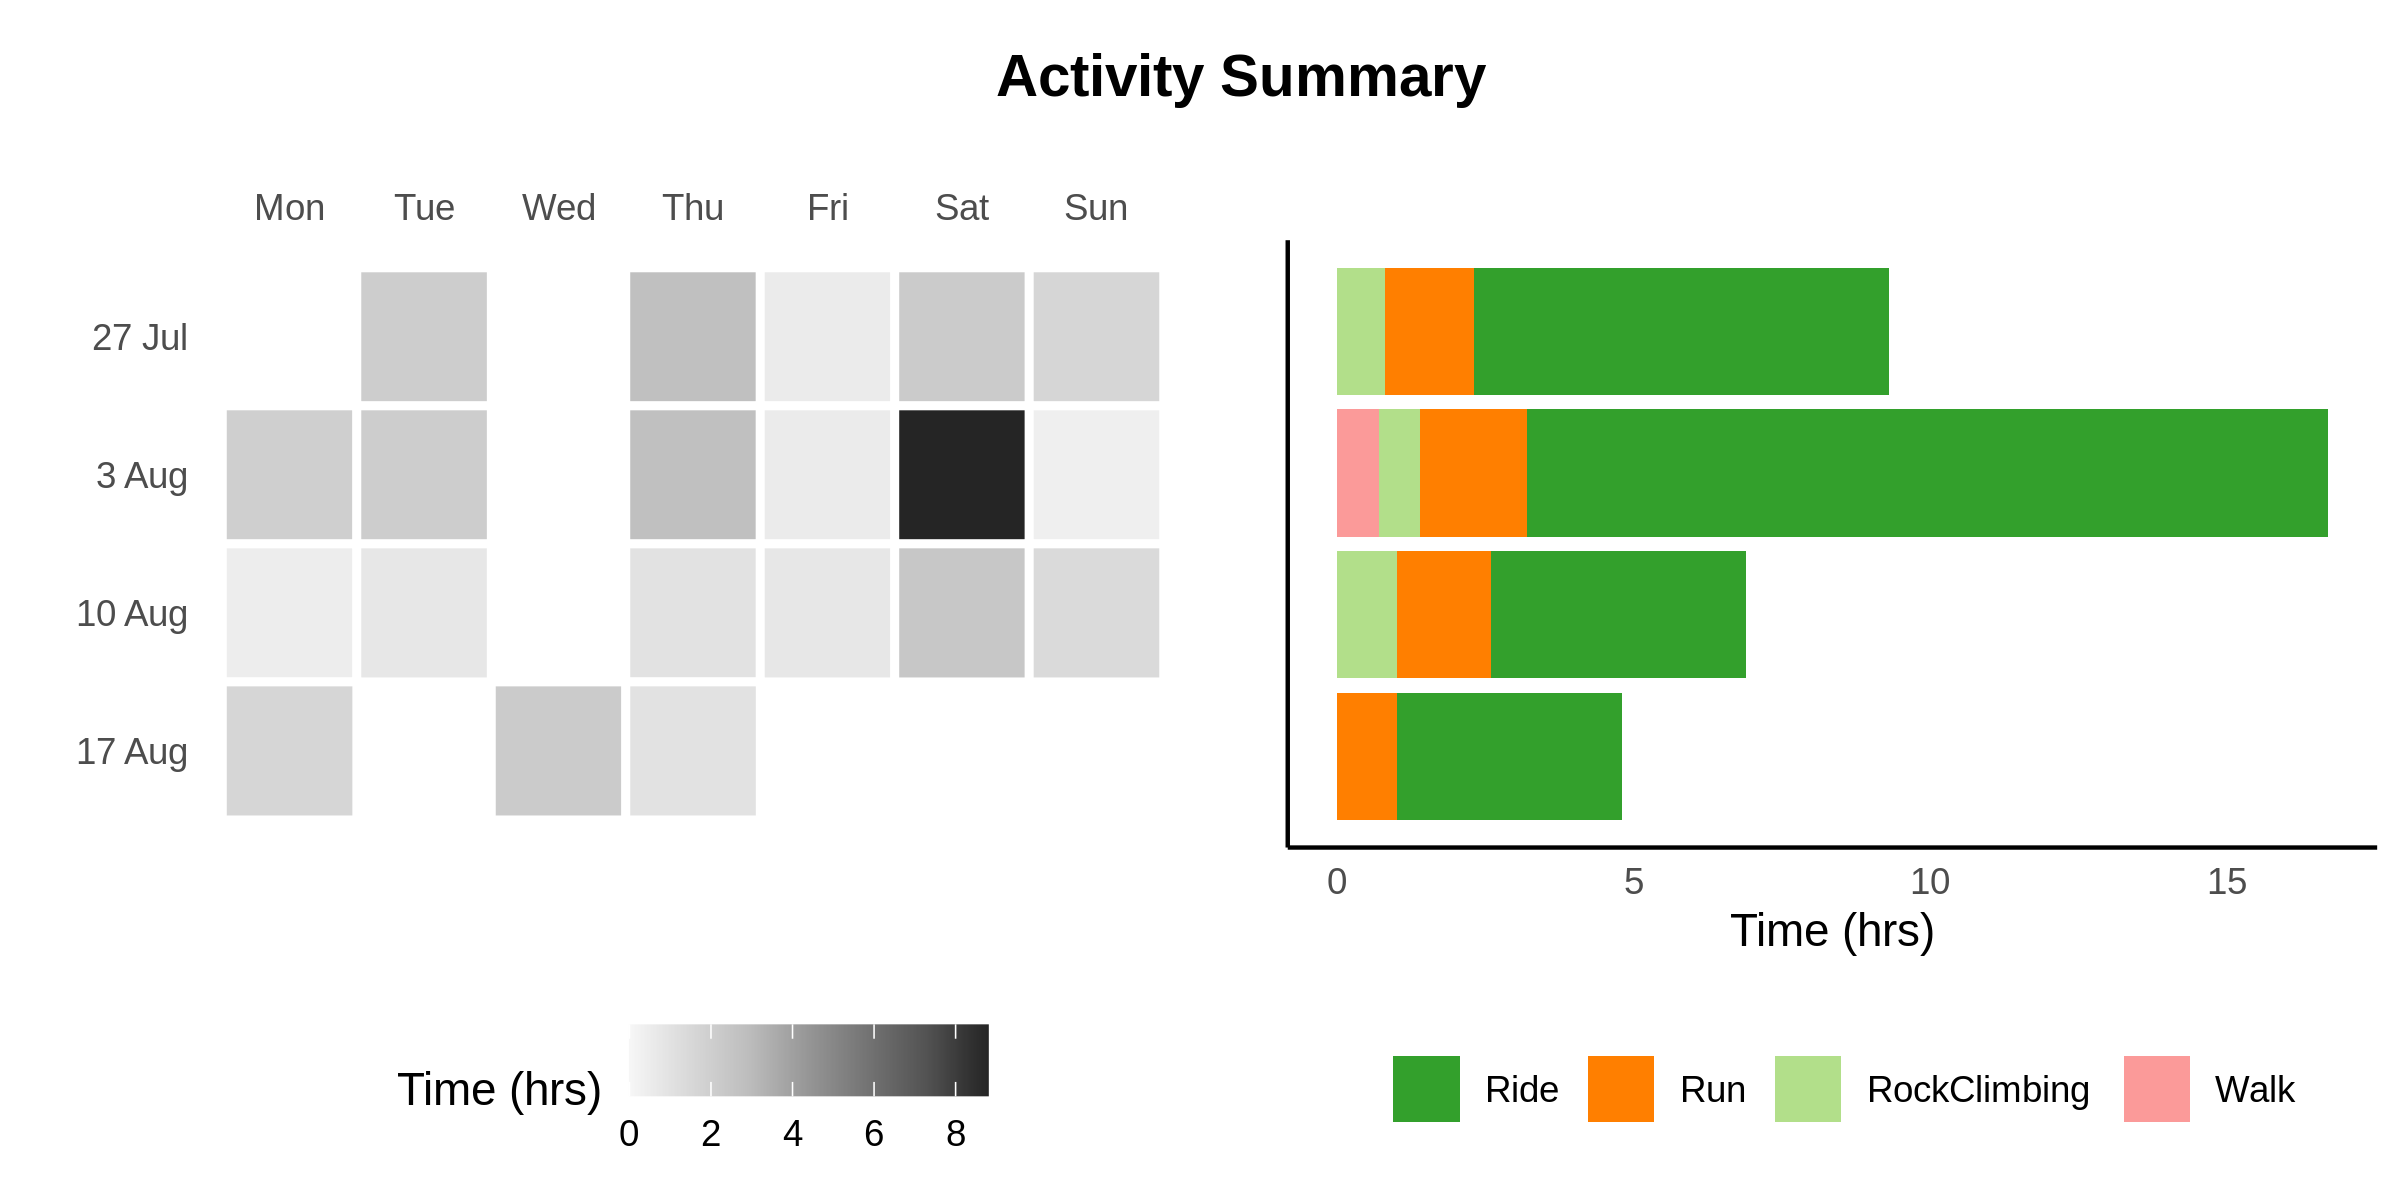 Activity Summary
Mon Tue Wed Thu Fri Sat Sun
27 Jul
3 Aug
10 Aug
17 Aug
Time (hrs)
0 2 4 6 8
0 5 10 15
Time (hrs)
Ride Run RockClimbing Walk